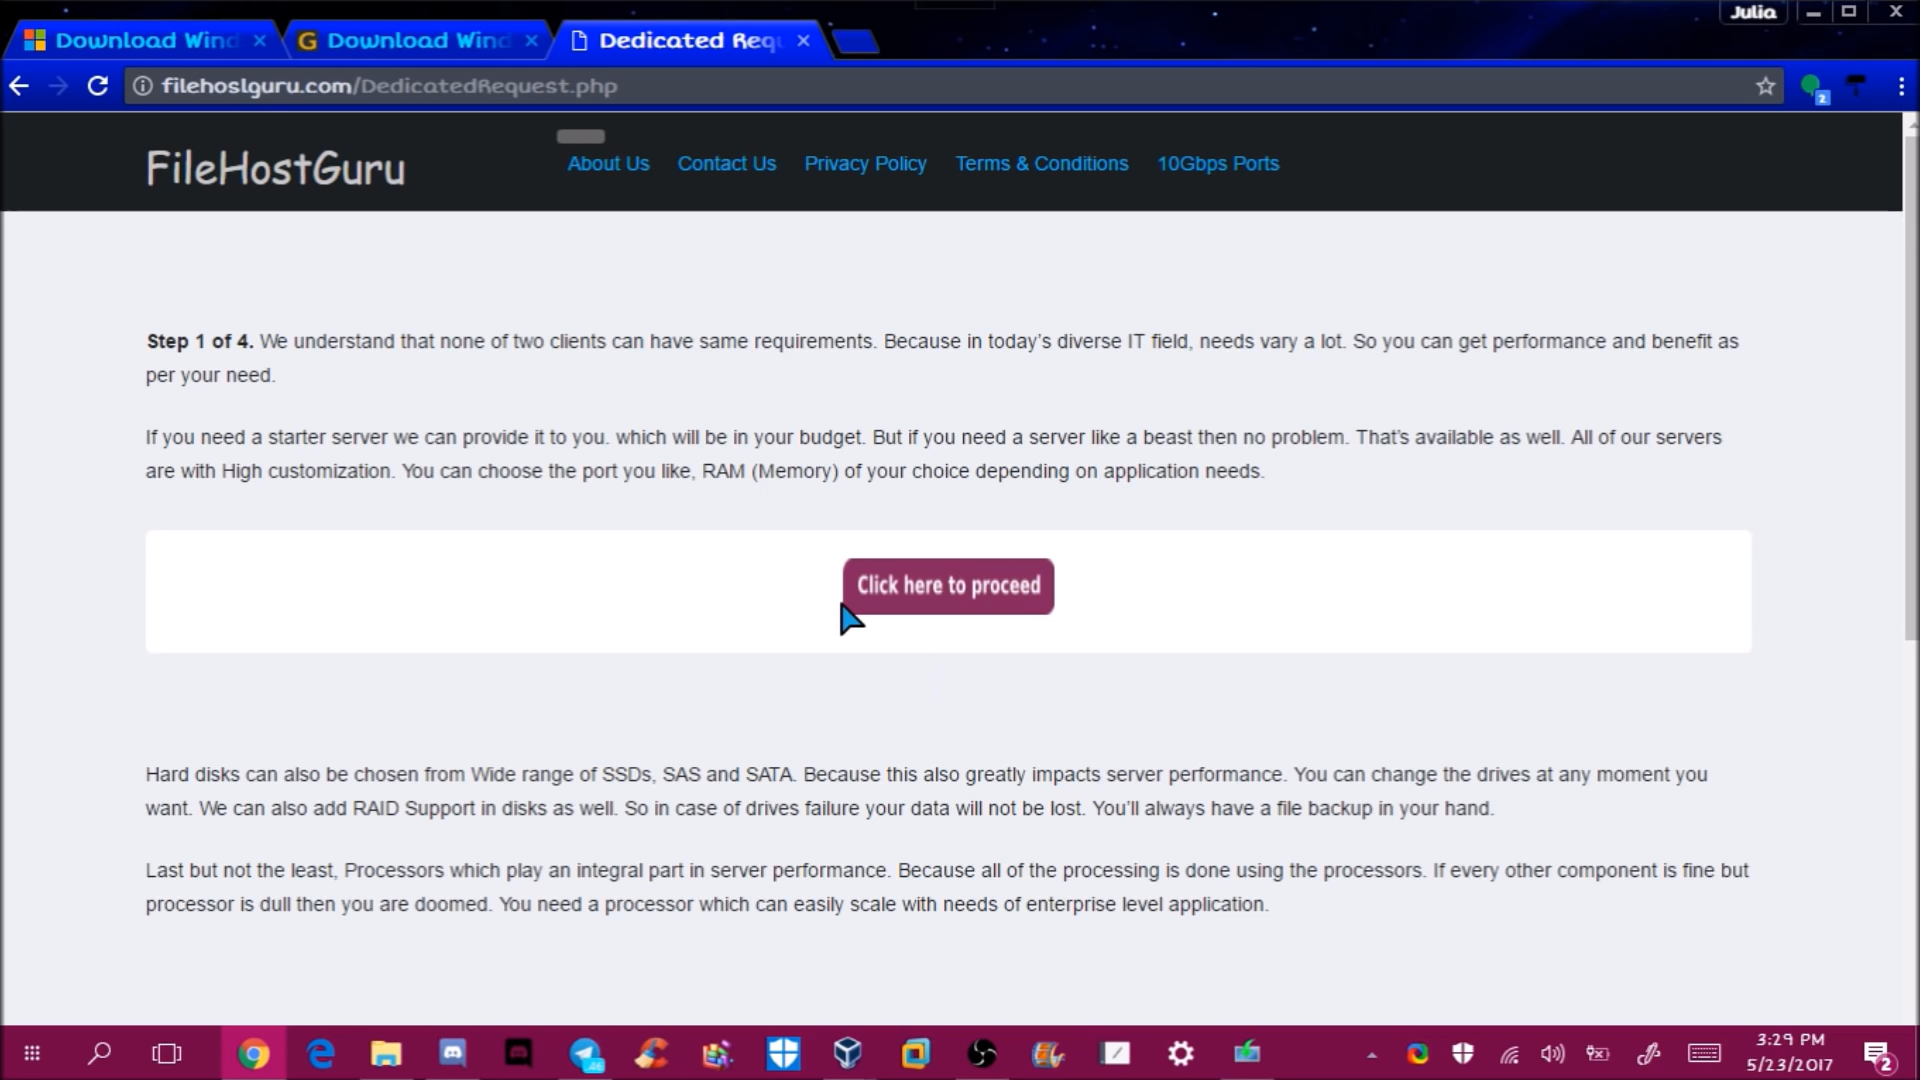 Julia
Download Wind
Download Wind
Dedicated Requ
filehoslguru.com/DedicatedRequest.php
2
FileHostGuru
About Us
Contact Us
Privacy Policy
Terms & Conditions
10Gbps Ports
Step 1 of 4. We understand that none of two clients can have same requirements. Because in today's diverse IT field, needs vary a lot. So you can get performance and benefit as
per your need.
If you need a starter server we can provide it to you. which will be in your budget. But if you need a server like a beast then no problem. That's available as well. All of our servers
are with High customization. You can choose the port you like, RAM (Memory) of your choice depending on application needs.
Click here to proceed
Hard disks can also be chosen from Wide range of SSDs, SAS and SATA. Because this also greatly impacts server performance. You can change the drives at any moment you
want. We can also add RAID Support in disks as well. So in case of drives failure your data will not be lost. You'll always have a file backup in your hand.
Last but not the least, Processors which play an integral part in server performance. Because all of the processing is done using the processors. If every other component is fine but
processor is dull then you are doomed. You need a processor which can easily scale with needs of enterprise level application.
3:29 PM
5/23/2017
2